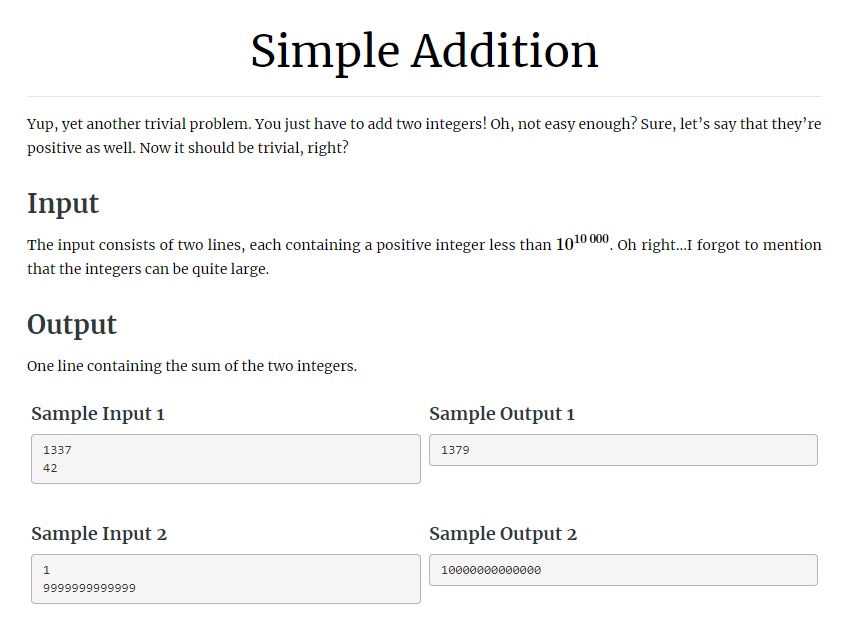 Simple Addition
Yup, yet another trivial problem. You just have to add two integers! Oh, not easy enough? Sure, let’s say that they’re
positive as well. Now it should be trivial, right?
Input
The input consists of two lines, each containing a positive integer less than 10^{10 000}. Oh right...I forgot to mention
that the integers can be quite large.
Output
One line containing the sum of the two integers.
Sample Input 1
Sample Output 1
1337
42
1379
Sample Input 2
Sample Output 2
1
9999999999999
10000000000000